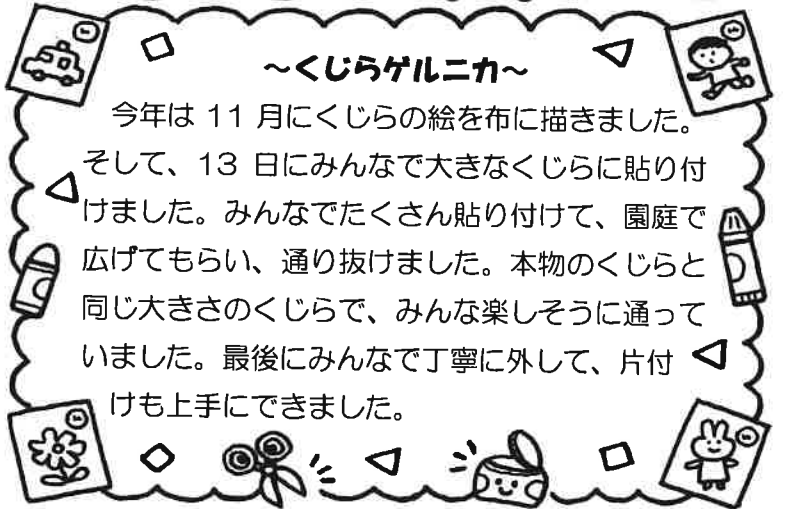 ～くじらゲルニカ～
今年は 11 月にくじらの絵を布に描きました。
そして、13 日にみんなで大きなくじらに貼り付
けました。みんなでたくさん貼り付けて、園庭で
広げてもらい、通り抜けました。本物のくじらと
同じ大きさのくじらで、みんな楽しそうに通って
いました。最後にみんなで丁寧に外して、片付
けも上手にできました。